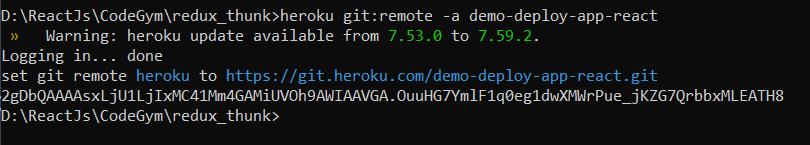 D:\ReactJs\CodeGym\redux_thunk>heroku git:remote -a demo-deploy-app-react
» Warning: heroku update available from 7.53.0 to 7.59.2.
Logging in... done
set git remote heroku to https://git.heroku.com/demo-deploy-app-react.git
2gDbQAAAAsxLjU1LjIxMC41Mm4GAMiUVOh9AWIAAVGA.OuuHG7YmlF1q0eg1dwXMWrPue_jKZG7QrbbxMLEATH8
D:\ReactJs\CodeGym\redux_thunk>